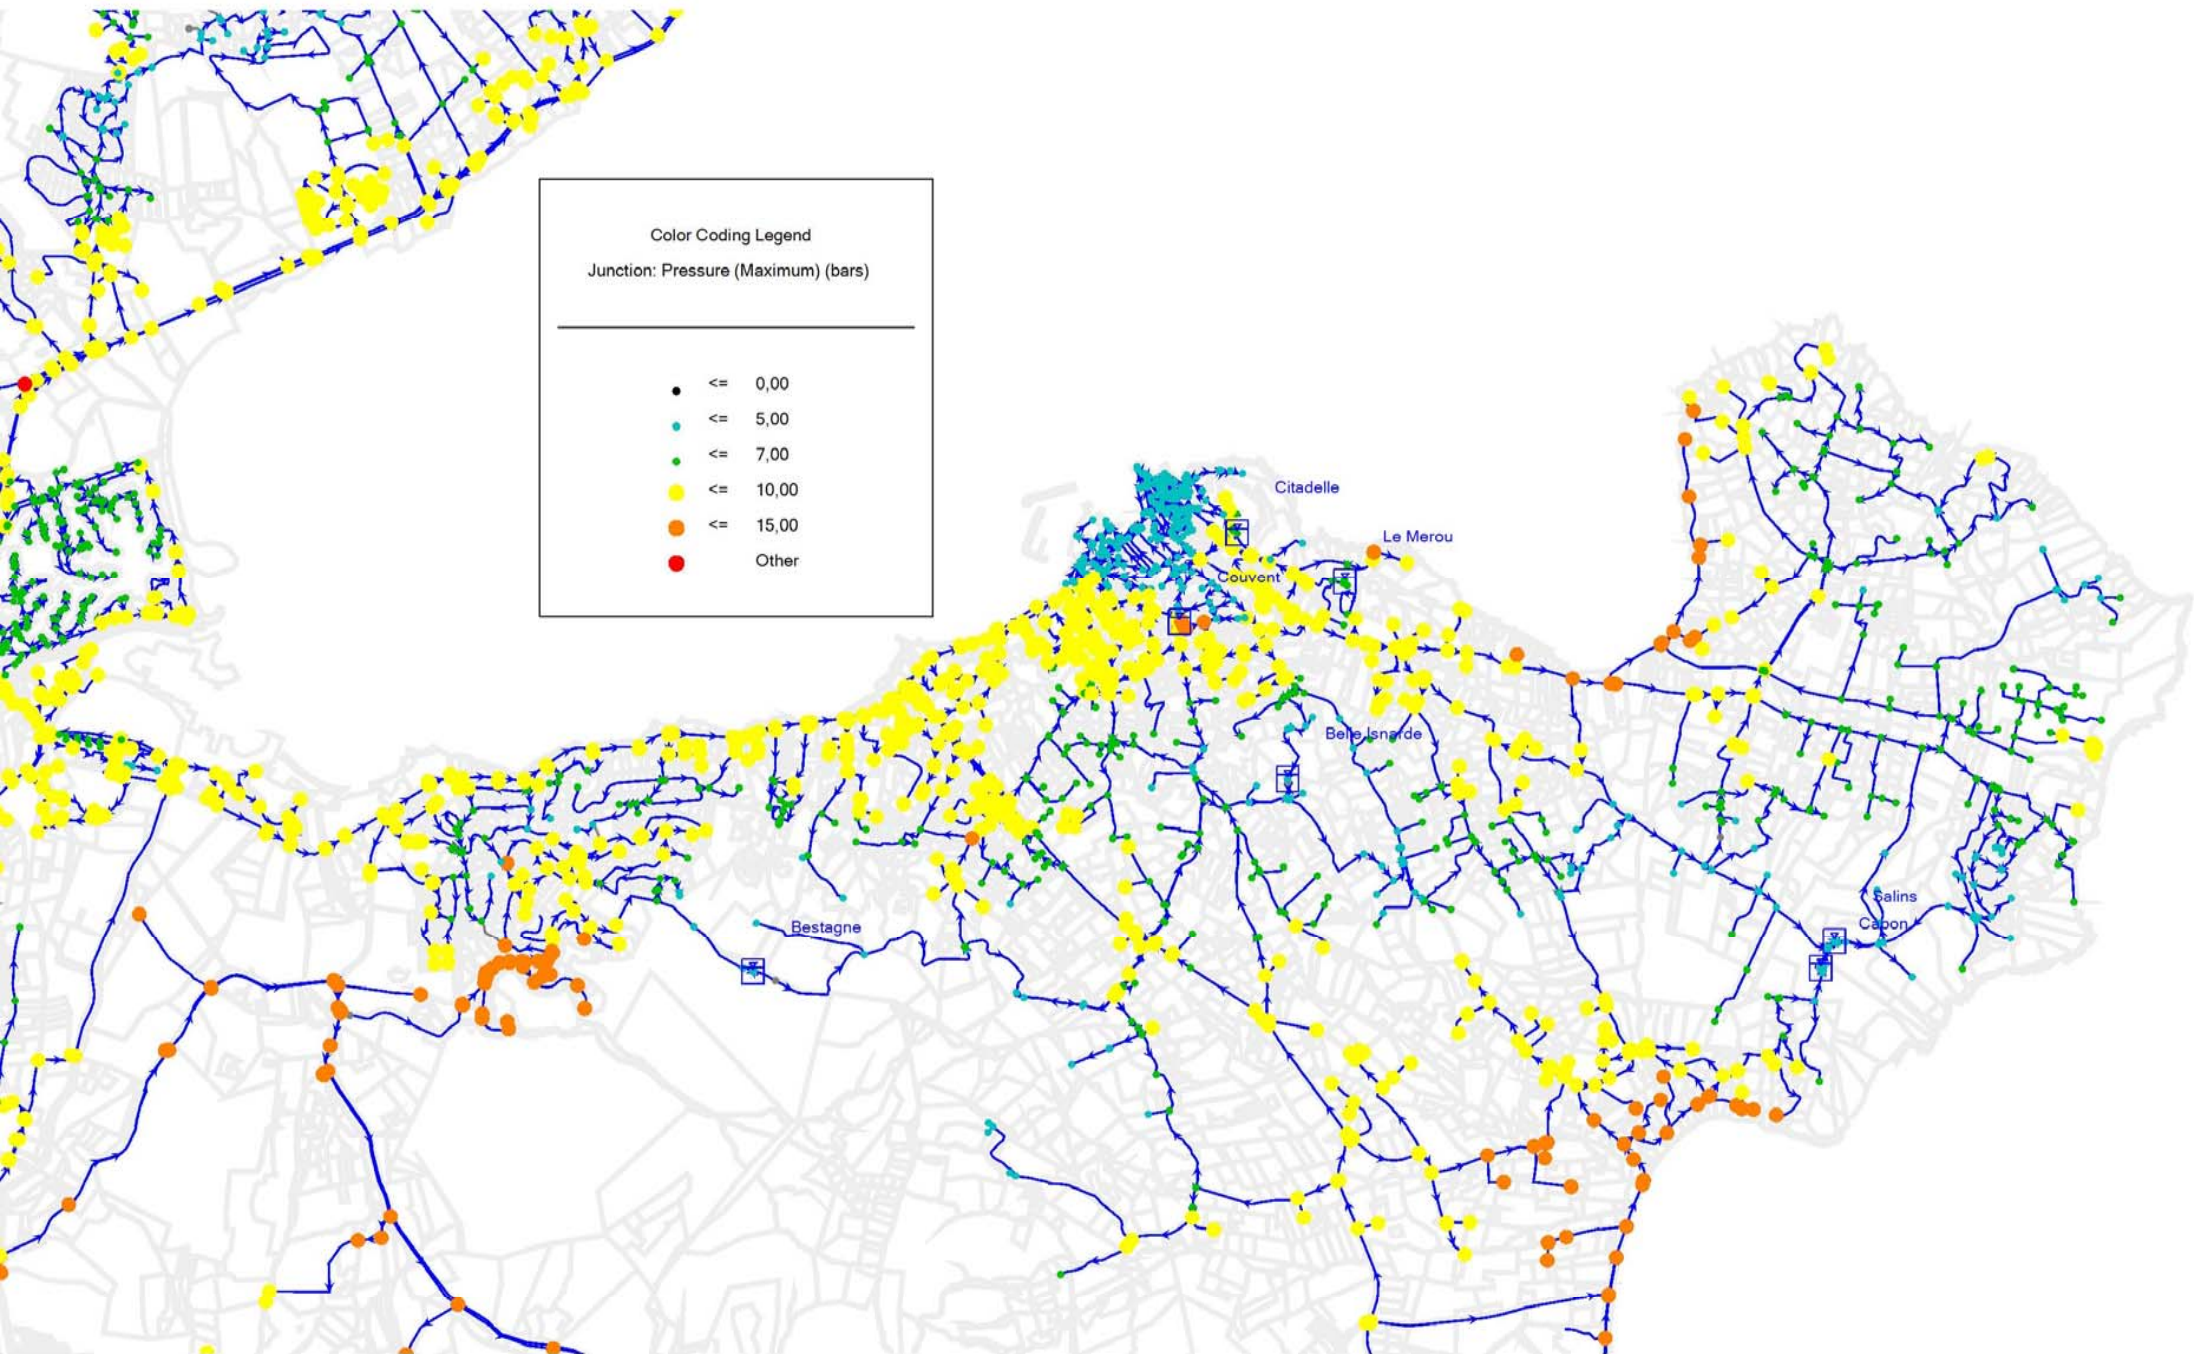 Color Coding Legend
Junction: Pressure (Maximum) (bars)
<= 0,00
<= 5,00
<= 7,00
<= 10,00
<= 15,00
Other
Citadelle
Le Merou
Couvent
Belle Isnarde
Salins
Capon
Bestagne